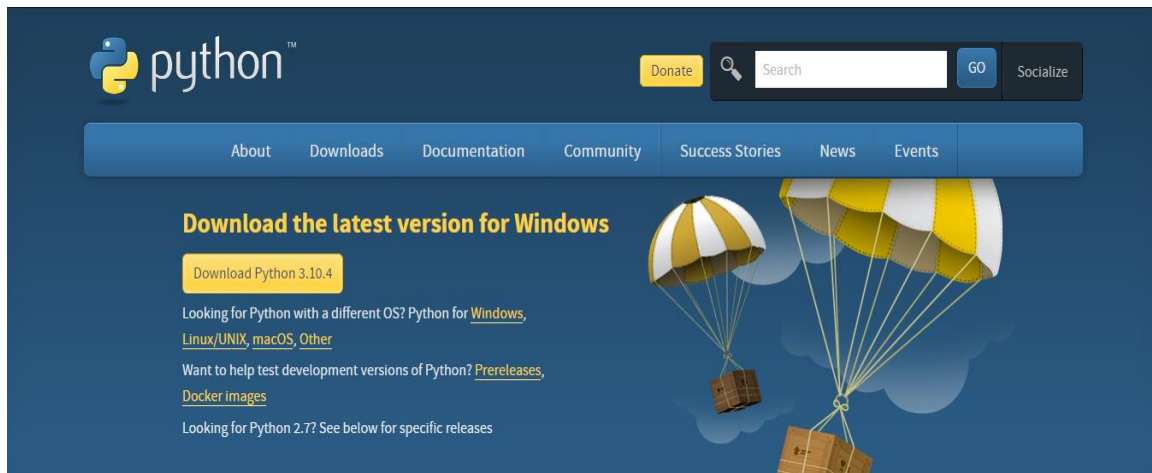 python™
Donate
Search
GO
Socialize
About Downloads Documentation Community Success Stories News Events
Download the latest version for Windows
Download Python 3.10.4
Looking for Python with a different OS? Python for Windows,
Linux/UNIX, macOS, Other
Want to help test development versions of Python? Prereleases,
Docker images
Looking for Python 2.7? See below for specific releases